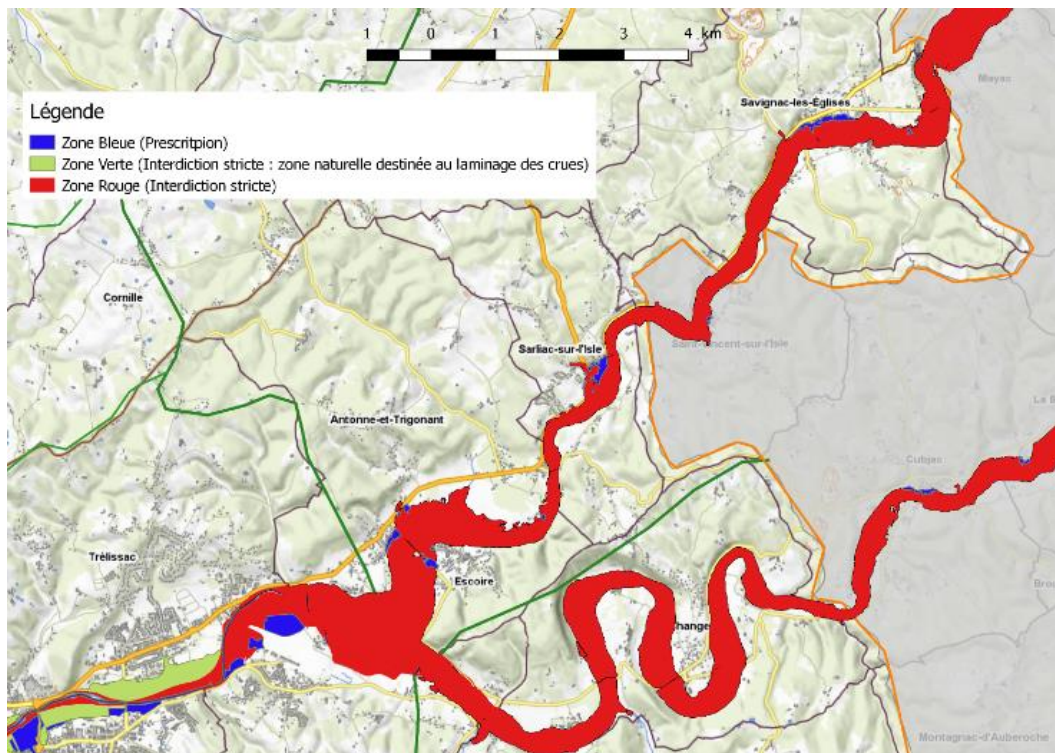 1 0 1 2 3 4 km
Mayac
Savignac-les-Églises
Légende
Zone Bleue (Prescritpion)
Zone Verte (Interdiction stricte : zone naturelle destinée au laminage des crues)
Zone Rouge (Interdiction stricte)
Cornille
Sarliac-sur-l'Isle
Saint-Vincent-sur-l'Isle
Antonne-et-Trigonant
Cubjac
Trélissac
Escoire
Change
Montagnac-d'Auberoche